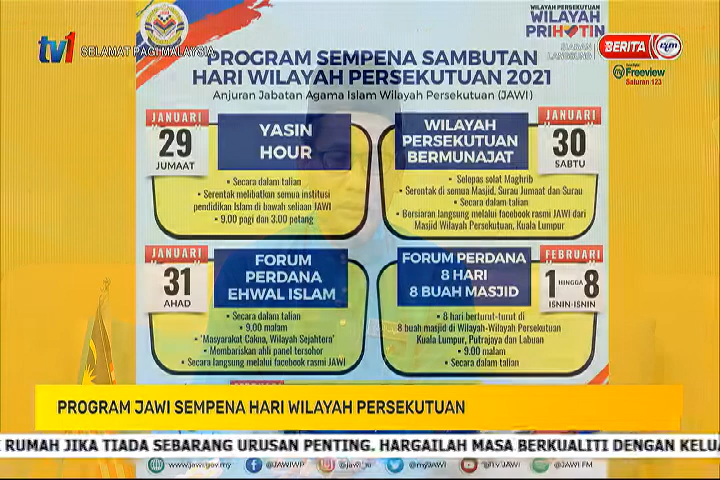 tv1
SELAMAT PAGI MALAYSIA
WILAYAH PERSEKUTUAN
WILAYAH
PRIHATIN
SIARAN
LANGSUNG
BERITA rtm
myFreeview
Saluran 123
PROGRAM SEMPENA SAMBUTAN
HARI WILAYAH PERSEKUTUAN 2021
Anjuran Jabatan Agama Islam Wilayah Persekutuan (JAWI)
JANUARI
29
JUMAAT
YASIN
HOUR
• Secara dalam talian
• Serentak melibatkan semua institusi
pendidikan Islam di bawah seliaan JAWI
• 9.00 pagi dan 3.00 petang
WILAYAH
PERSEKUTUAN
BERMUNAJAT
JANUARI
30
SABTU
• Selepas solat Maghrib
• Serentak di semua Masjid, Surau Jumaat dan Surau
• Secara dalam talian
• Bersiaran langsung melalui facebook rasmi JAWI dari
Masjid Wilayah Persekutuan, Kuala Lumpur
JANUARI
31
AHAD
FORUM
PERDANA
EHWAL ISLAM
• Secara dalam talian
• 9.00 malam
• "Masyarakat Cakna, Wilayah Sejahtera"
• Membariskan ahli panel tersohor
• Secara langsung melalui facebook rasmi JAWI
FORUM PERDANA
8 HARI
8 BUAH MASJID
FEBRUARI
1 HINGGA 8
ISNIN-ISNIN
• 8 hari berturut-turut di
8 buah masjid di Wilayah-Wilayah Persekutuan
Kuala Lumpur, Putrajaya dan Labuan
• 9.00 malam
• Secara dalam talian
PROGRAM JAWI SEMPENA HARI WILAYAH PERSEKUTUAN
RUMAH JIKA TIADA SEBARANG URUSAN PENTING. HARGAILAH MASA BERKUALITI DENGAN KELUA
www.jawi.gov.my @JAWIWP @jawi_wp @myJAWI TV JAWI @JAWI FM